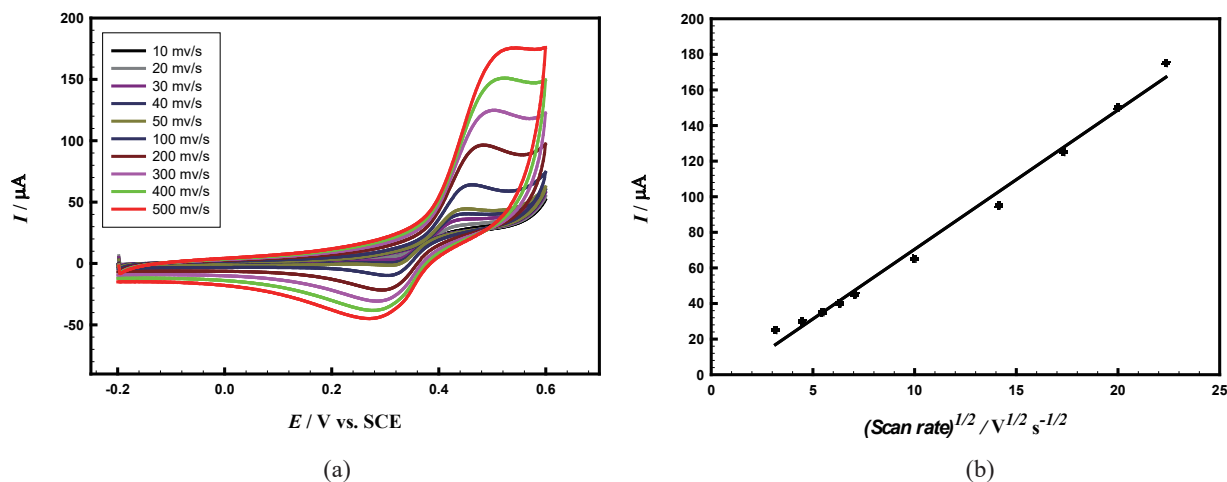 200
150
100
50
0
-50
-0.2
0.0
0.2
0.4
0.6
I / µA
E / V vs. SCE
10 mv/s
20 mv/s
30 mv/s
40 mv/s
50 mv/s
100 mv/s
200 mv/s
300 mv/s
400 mv/s
500 mv/s
(a)
200
180
160
140
120
100
80
60
40
20
0
0
5
10
15
20
25
I / µA
(Scan rate)^1/2 / V^1/2 s^-1/2
(b)